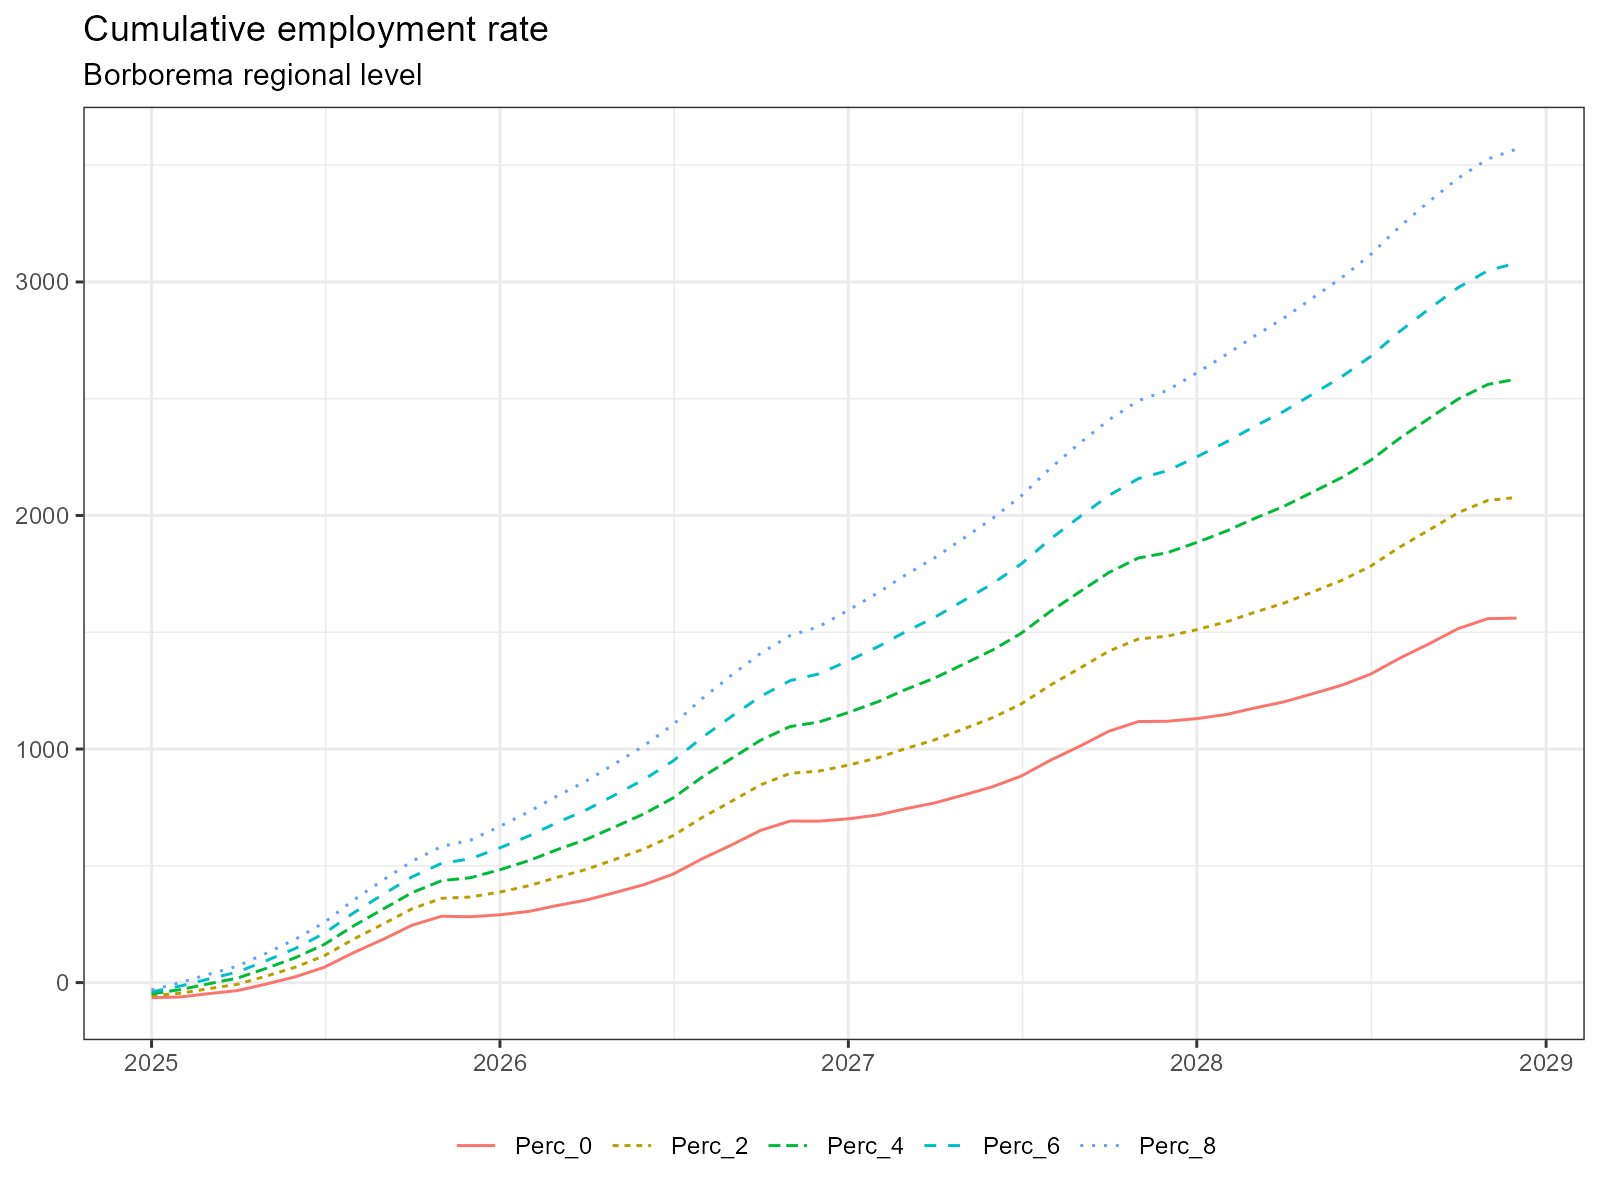 Cumulative employment rate
Borborema regional level
3000
2000
1000
0
2025 2026 2027 2028 2029
Perc_0 Perc_2 Perc_4 Perc_6 Perc_8